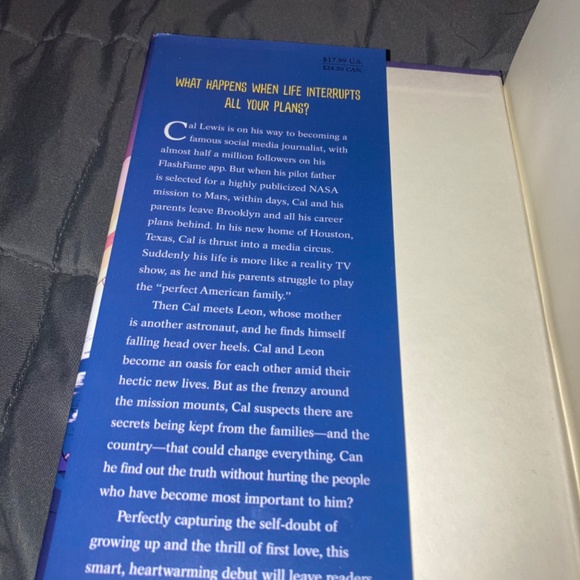 $17.99 U.S.
$24.50 CAN.
WHAT HAPPENS WHEN LIFE INTERRUPTS
ALL YOUR PLANS?
Cal Lewis is on his way to becoming a
famous social media journalist, with
almost half a million followers on his
FlashFame app. But when his pilot father
is selected for a highly publicized NASA
mission to Mars, within days, Cal and his
parents leave Brooklyn and all his career
plans behind. In his new home of Houston,
Texas, Cal is thrust into a media circus.
Suddenly his life is more like a reality TV
show, as he and his parents struggle to play
the “perfect American family.”
Then Cal meets Leon, whose mother
is another astronaut, and he finds himself
falling head over heels. Cal and Leon
become an oasis for each other amid their
hectic new lives. But as the frenzy around
the mission mounts, Cal suspects there are
secrets being kept from the families—and the
country—that could change everything. Can
he find out the truth without hurting the people
who have become most important to him?
Perfectly capturing the self-doubt of
growing up and the thrill of first love, this
smart, heartwarming debut will leave readers